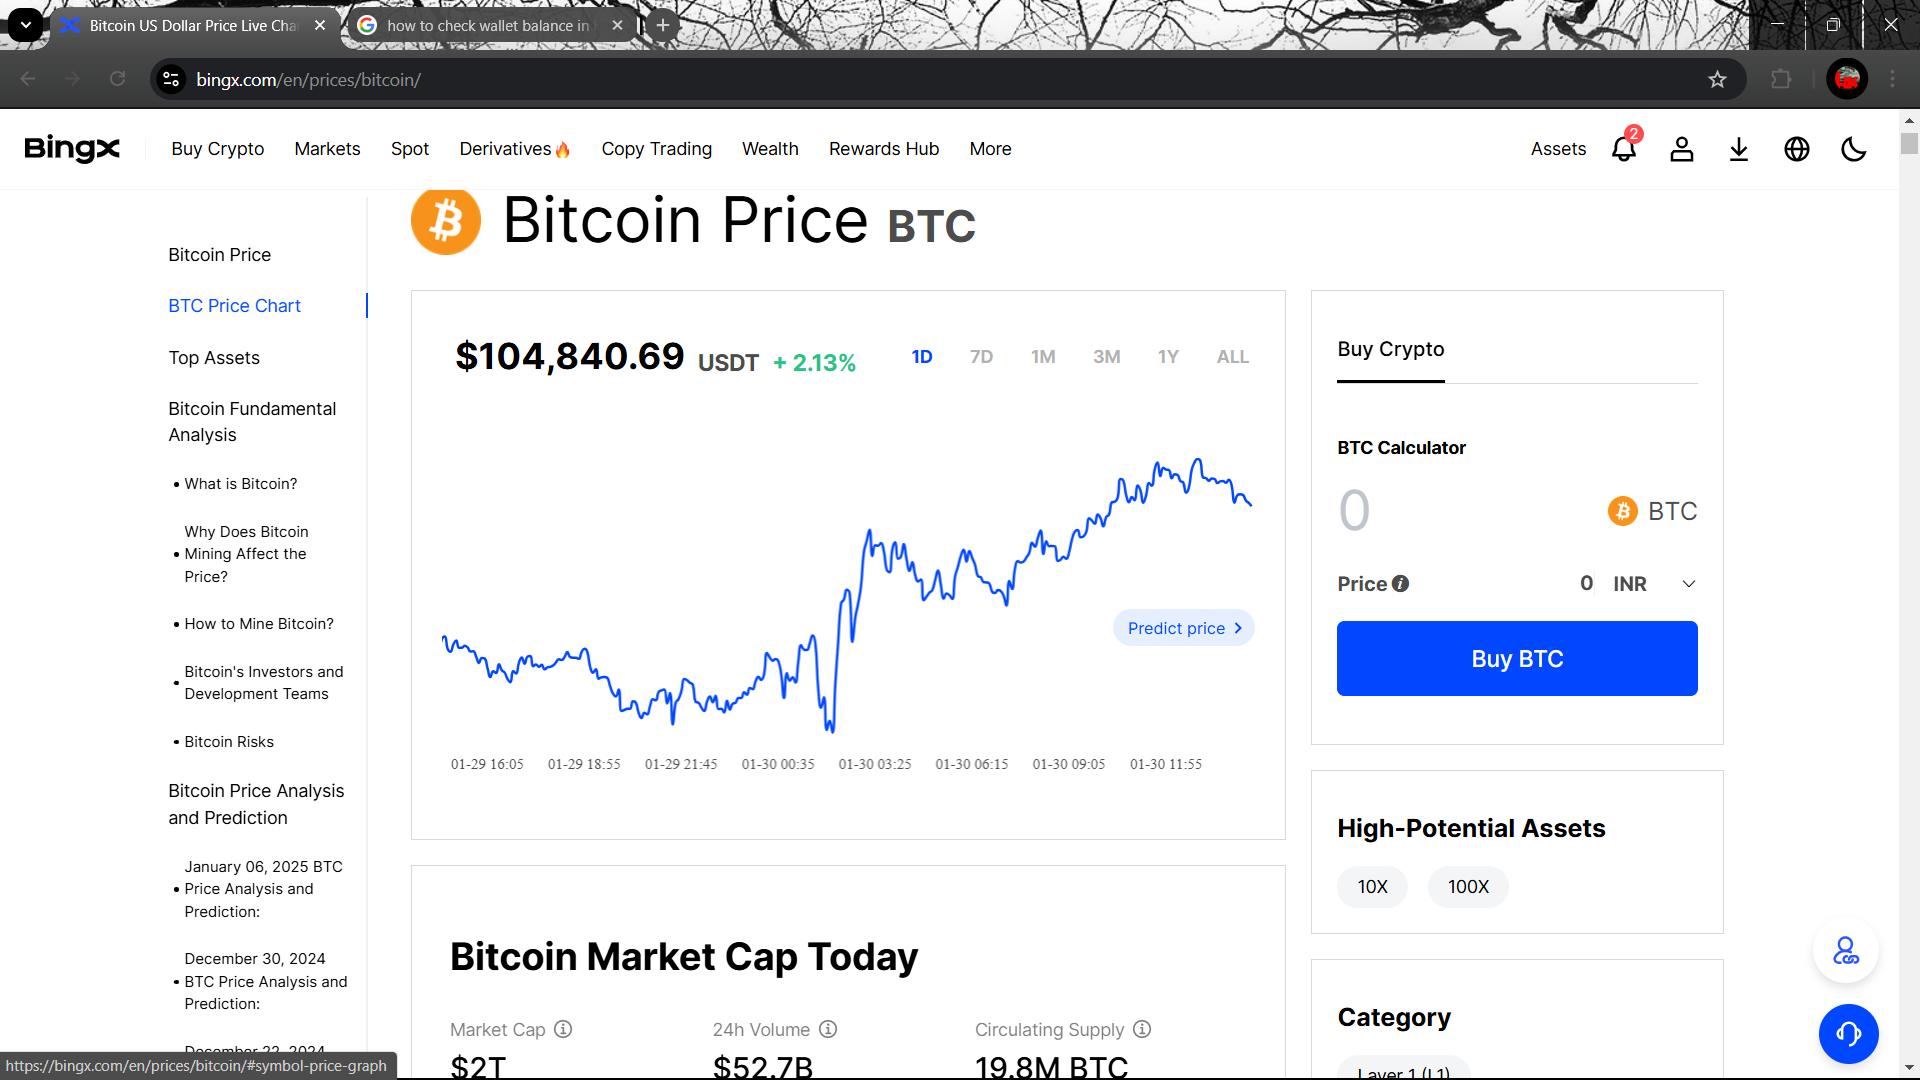 Bitcoin US Dollar Price Live Cha
how to check wallet balance in
bingx.com/en/prices/bitcoin/
BingX
Buy Crypto
Markets
Spot
Derivatives
Copy Trading
Wealth
Rewards Hub
More
Assets
2
Bitcoin Price
BTC Price Chart
Top Assets
Bitcoin Fundamental
Analysis
• What is Bitcoin?
Why Does Bitcoin
• Mining Affect the
Price?
• How to Mine Bitcoin?
Bitcoin's Investors and
• Development Teams
• Bitcoin Risks
Bitcoin Price Analysis
and Prediction
January 06, 2025 BTC
• Price Analysis and
Prediction:
December 30, 2024
• BTC Price Analysis and
Prediction:
December 22, 2024
https://bingx.com/en/prices/bitcoin/#symbol-price-graph
Bitcoin Price BTC
$104,840.69 USDT + 2.13%
1D 7D 1M 3M 1Y ALL
Predict price
01-29 16:05 01-29 18:55 01-29 21:45 01-30 00:35 01-30 03:25 01-30 06:15 01-30 09:05 01-30 11:55
Bitcoin Market Cap Today
Market Cap 24h Volume Circulating Supply
$2T $52.7B 19.8M BTC
Buy Crypto
BTC Calculator
0 BTC
Price 0 INR
Buy BTC
High-Potential Assets
10X 100X
Category
Layer 1 (L1)